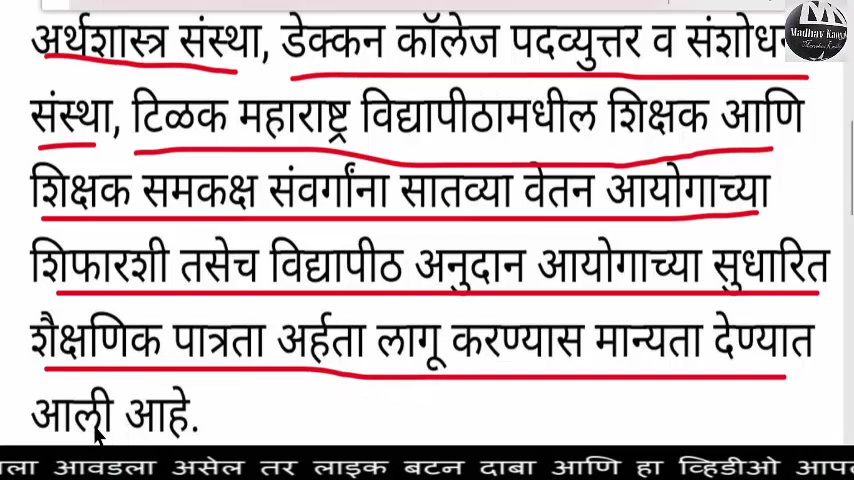 अर्थशास्त्र संस्था, डेक्कन कॉलेज पदव्युत्तर व संशोधन
संस्था, टिळक महाराष्ट्र विद्यापीठामधील शिक्षक आणि
शिक्षक समकक्ष संवर्गांना सातव्या वेतन आयोगाच्या
शिफारशी तसेच विद्यापीठ अनुदान आयोगाच्या सुधारित
शैक्षणिक पात्रता अर्हता लागू करण्यास मान्यता देण्यात
आली आहे.
आवडला असेल तर लाइक बटन दाबा आणि हा व्हिडीओ